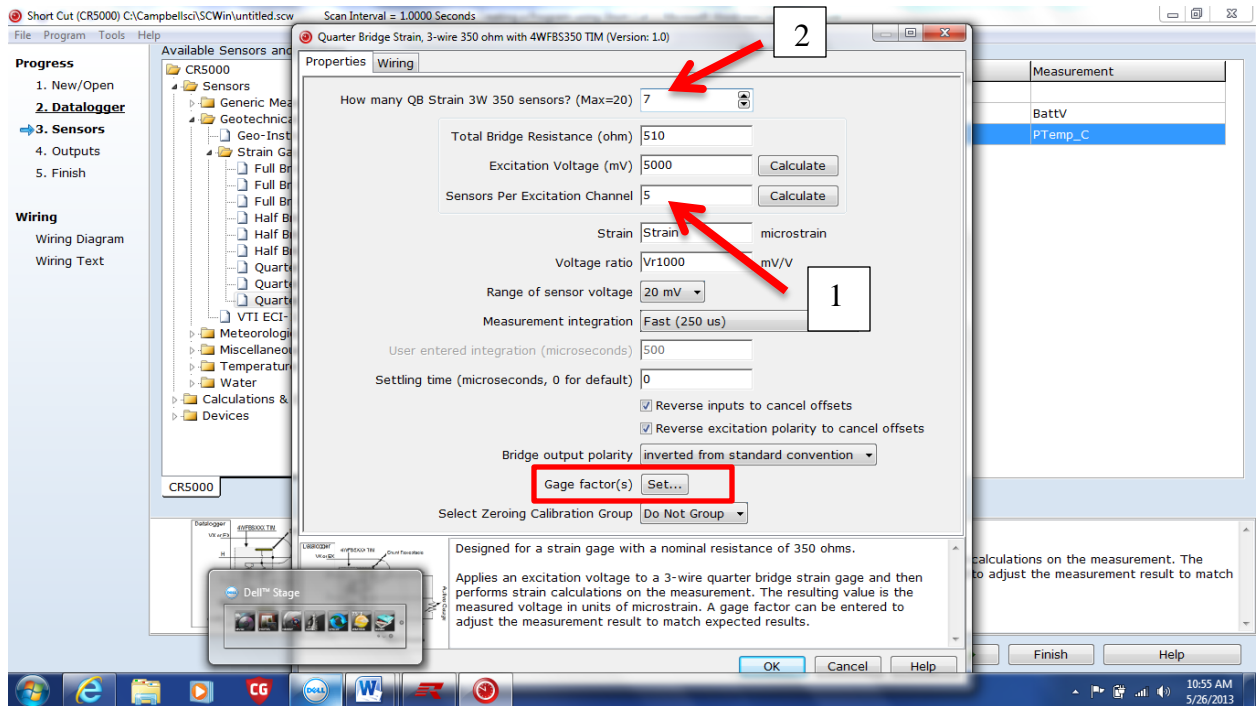 Short Cut (CR5000) C:\Campbellsci\SCWin\untitled.scw Scan Interval = 1.0000 Seconds
File Program Tools Help
Progress
1. New/Open
2. Datalogger
3. Sensors
4. Outputs
5. Finish
Wiring
Wiring Diagram
Wiring Text
Available Sensors and
CR5000
Sensors
Generic Mea
Geotechnica
Geo-Inst
Strain Ga
Full Br
Full Br
Full Br
Half B
Half B
Half B
Quart
Quart
Quart
VTI ECI-
Meteorologi
Miscellaneou
Temperatur
Water
Calculations &
Devices
CR5000
Quarter Bridge Strain, 3-wire 350 ohm with 4WFBS350 TIM (Version: 1.0)
2
Properties Wiring
How many QB Strain 3W 350 sensors? (Max=20) 7
Total Bridge Resistance (ohm) 510
Excitation Voltage (mV) 5000 Calculate
Sensors Per Excitation Channel 5 Calculate
Strain Strain microstrain
Voltage ratio Vr1000 mV/V
1
Range of sensor voltage 20 mV
Measurement integration Fast (250 us)
User entered integration (microseconds) 500
Settling time (microseconds, 0 for default) 0
Reverse inputs to cancel offsets
Reverse excitation polarity to cancel offsets
Bridge output polarity inverted from standard convention
Gage factor(s) Set...
Select Zeroing Calibration Group Do Not Group
Designed for a strain gage with a nominal resistance of 350 ohms.
Applies an excitation voltage to a 3-wire quarter bridge strain gage and then
performs strain calculations on the measurement. The resulting value is the
measured voltage in units of microstrain. A gage factor can be entered to
adjust the measurement result to match expected results.
OK Cancel Help
Measurement
BattV
PTemp_C
calculations on the measurement. The
to adjust the measurement result to match
Finish Help
Datalogger
4WFBSXXX TIM
H
Dell™ Stage
CG
DELL
W
10:55 AM
5/26/2013